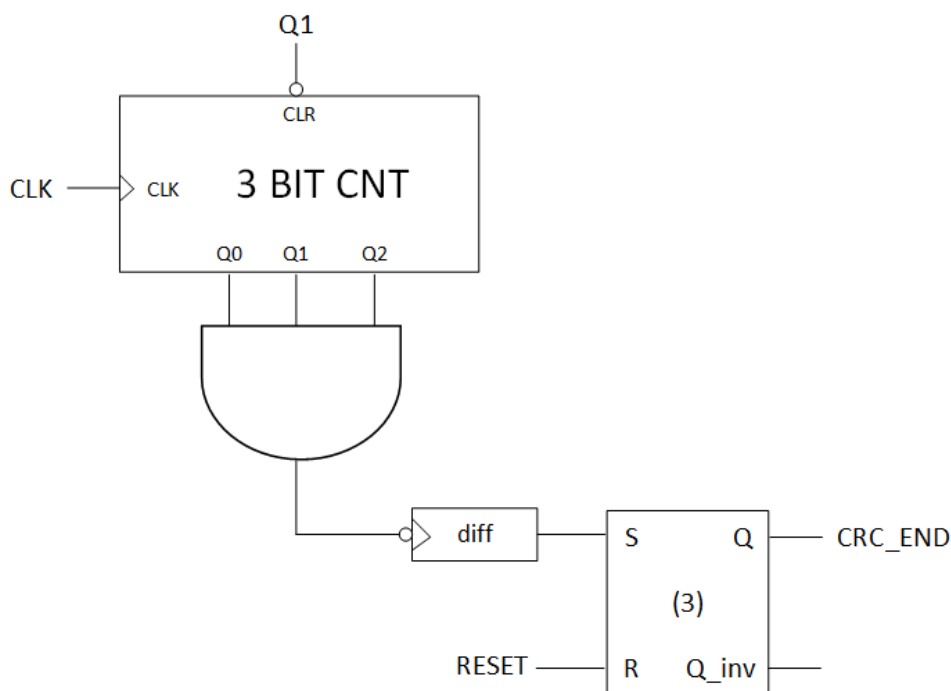 Q1
CLR
CLK
CLK
3 BIT CNT
Q0 Q1 Q2
diff
S Q
CRC_END
(3)
RESET
R Q_inv